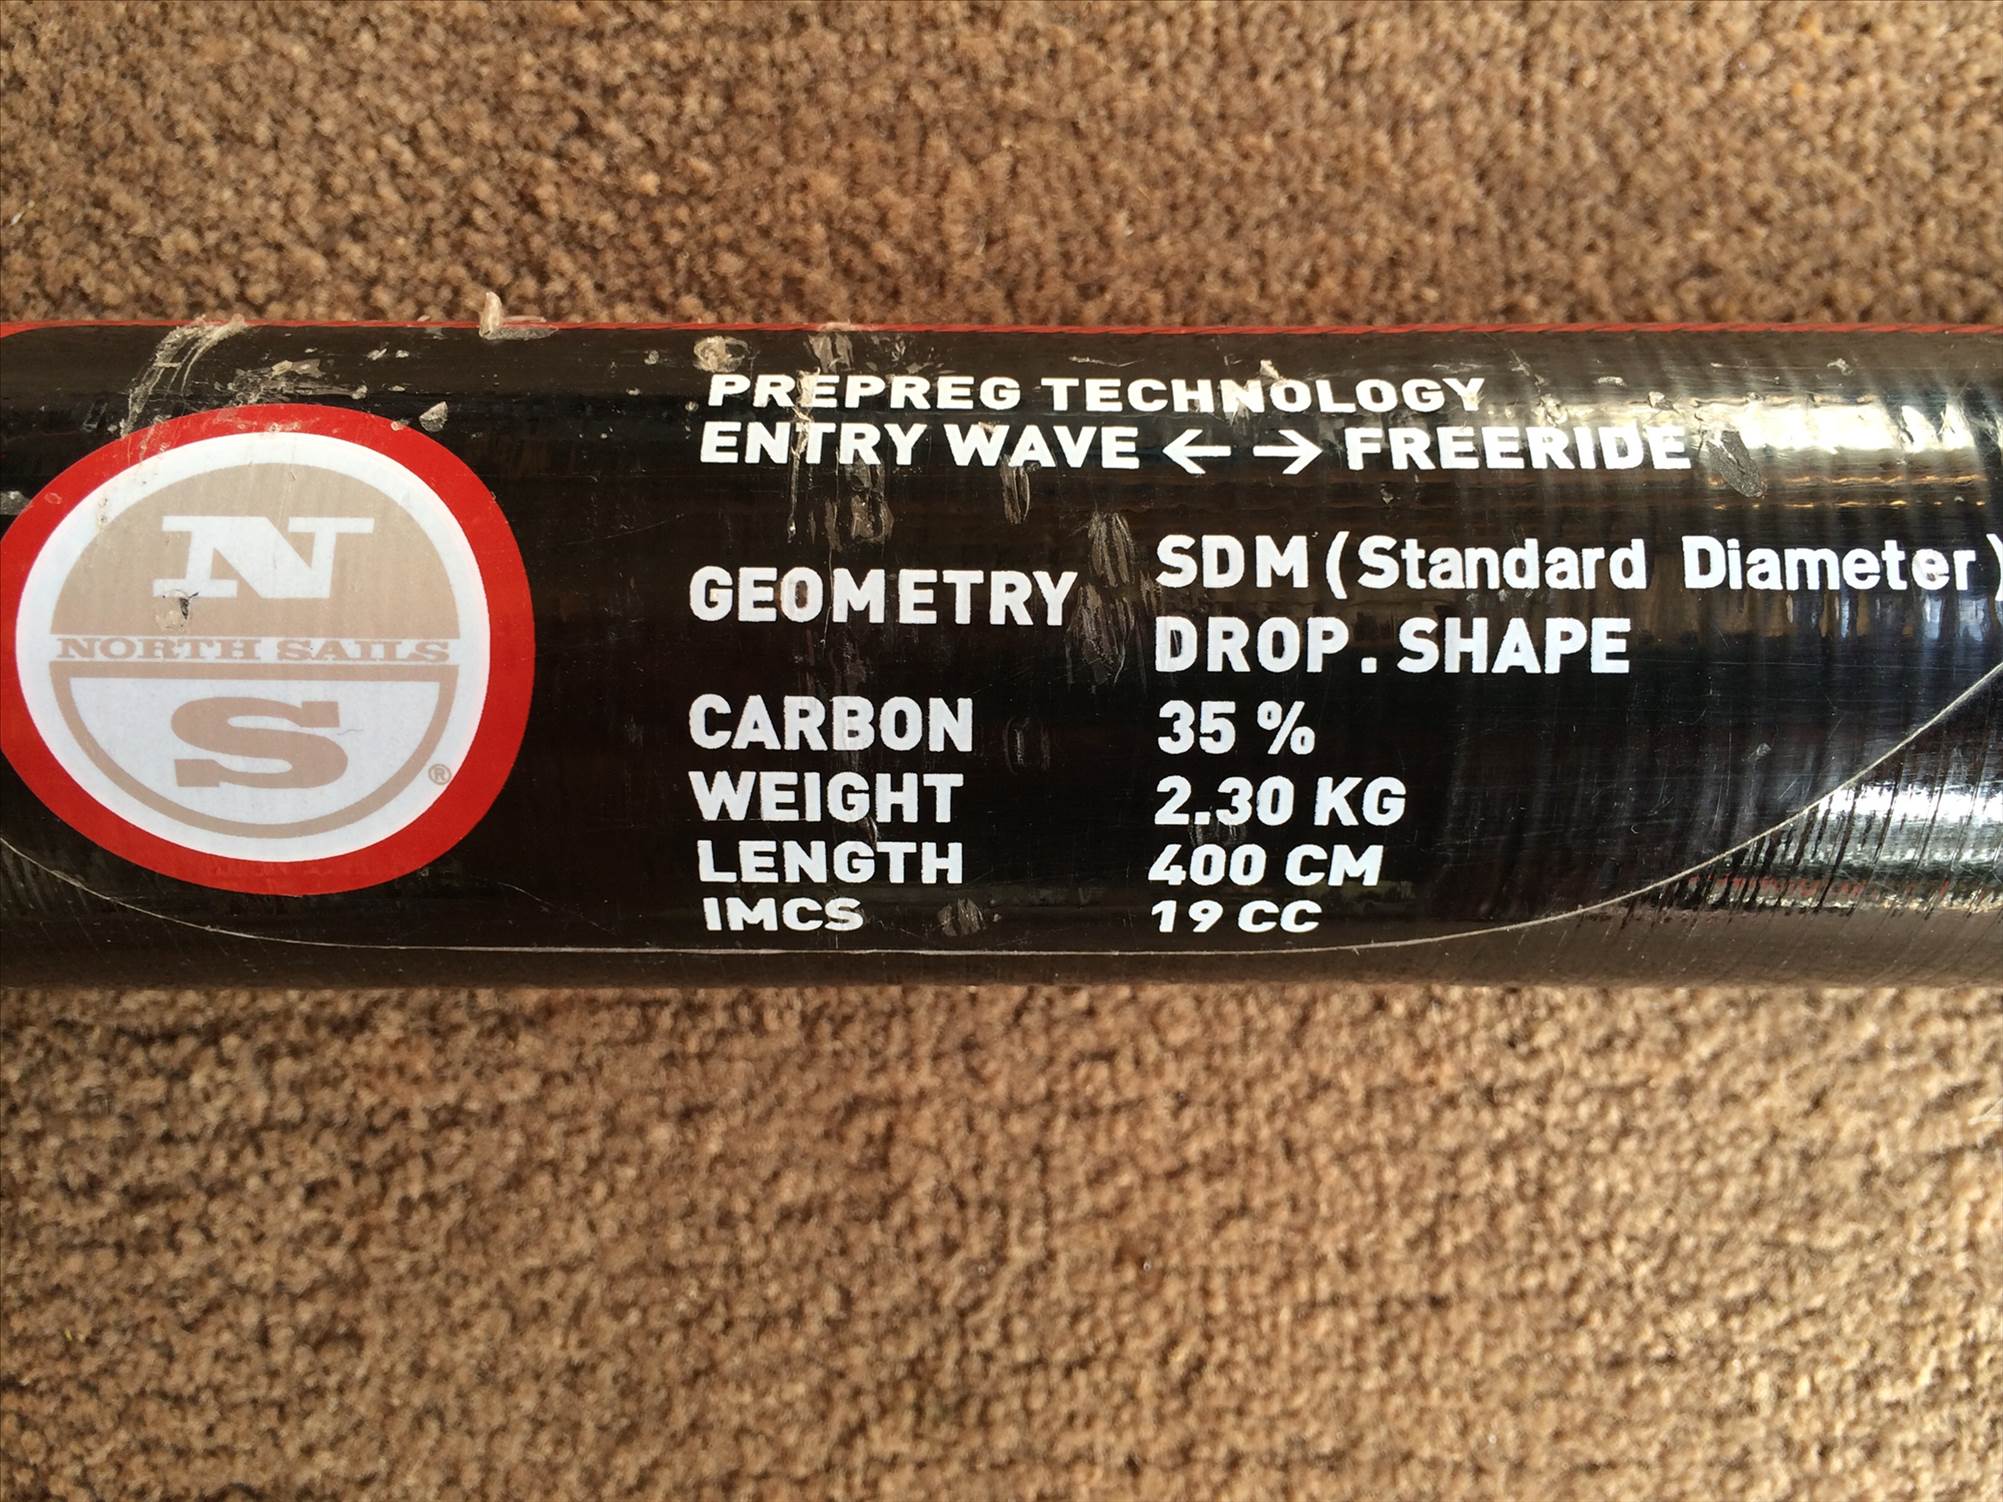 N
NORTH SAILS
S
®
PREPREG TECHNOLOGY
ENTRY WAVE ← → FREERIDE
GEOMETRY SDM (Standard Diameter)
DROP. SHAPE
CARBON 35 %
WEIGHT 2.30 KG
LENGTH 400 CM
IMCS 19 CC